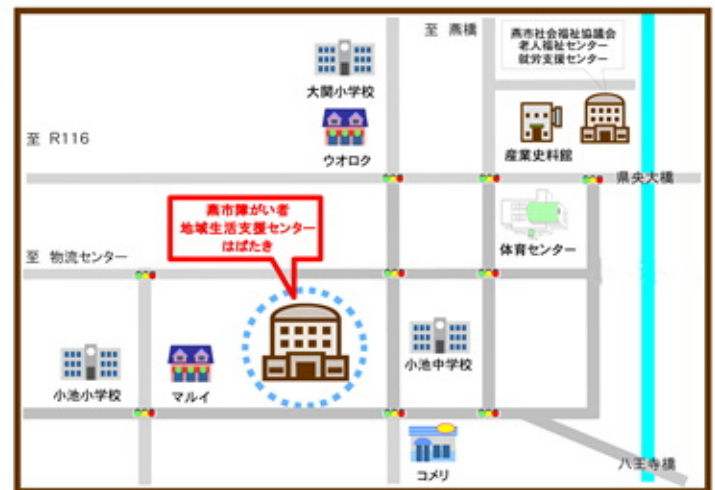 至 燕橋
燕市社会福祉協議会
老人福祉センター
就労支援センター
大関小学校
至 R116
ウオロク
産業史料館
県央大橋
燕市障がい者
地域生活支援センター
はばたき
体育センター
至 物流センター
小池中学校
小池小学校
マルイ
コメリ
八王寺橋